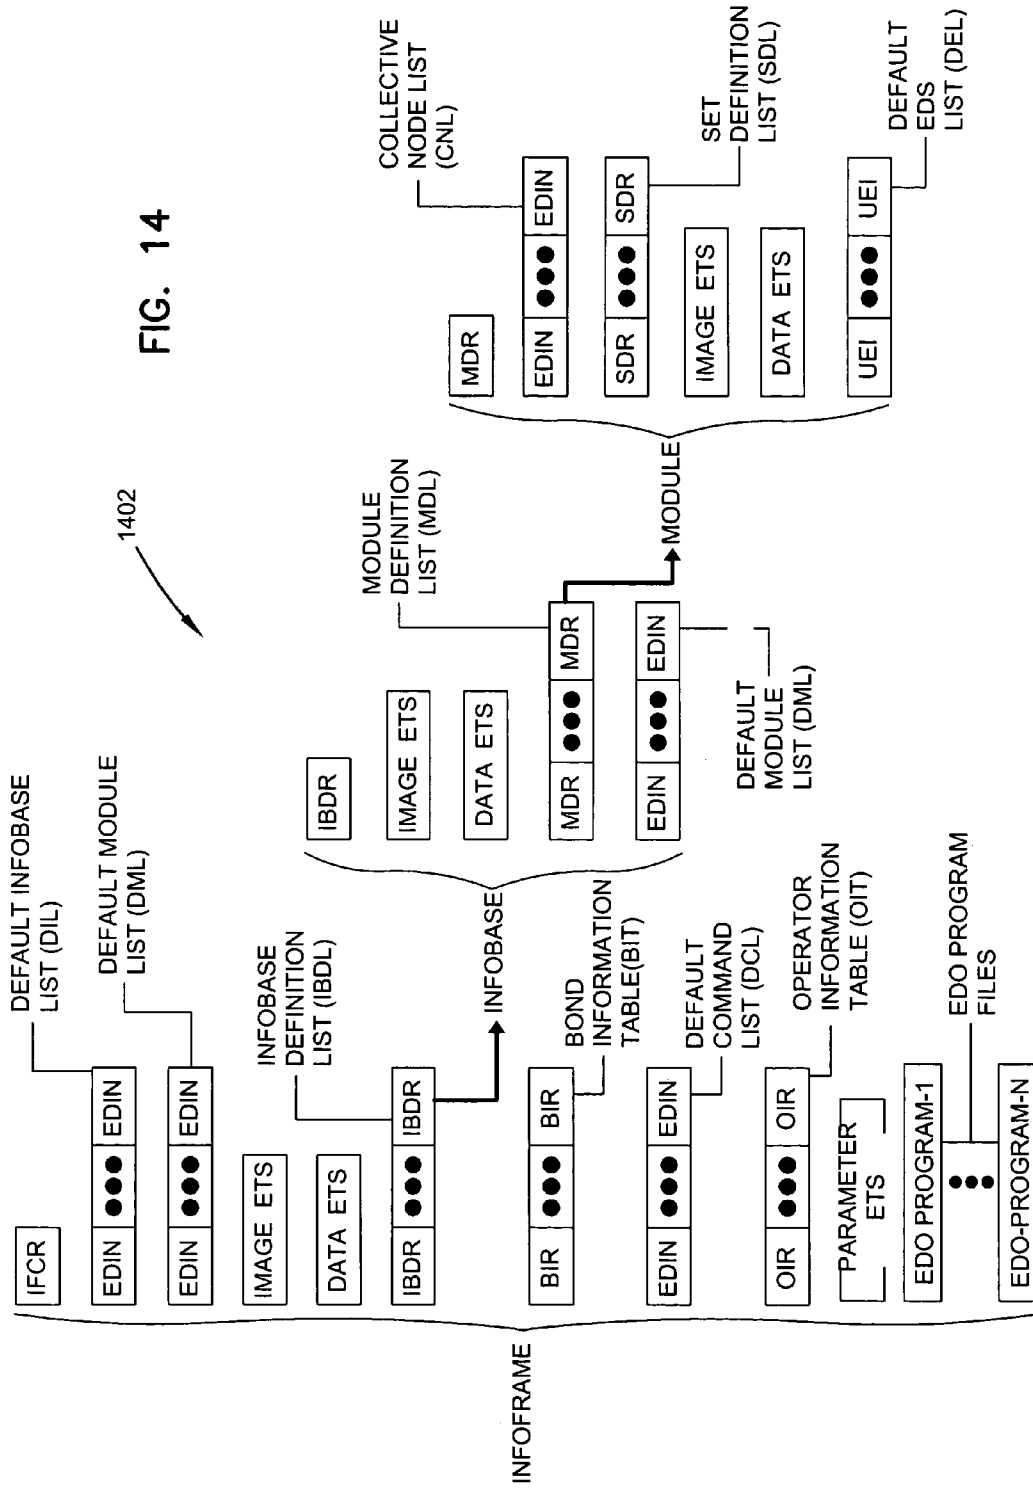 FIG. 14
1402
INFOFRAME
IFCR
DEFAULT INFOBASE
LIST (DIL)
EDIN ●●● EDIN
DEFAULT MODULE
LIST (DML)
EDIN ●●● EDIN
IMAGE ETS
DATA ETS
INFOBASE
DEFINITION
LIST (IBDL)
IBDR ●●● IBDR
BOND
INFORMATION
TABLE(BIT)
BIR ●●● BIR
DEFAULT
COMMAND
LIST (DCL)
EDIN ●●● EDIN
OPERATOR
INFORMATION
TABLE (OIT)
OIR ●●● OIR
PARAMETER
ETS
EDO PROGRAM-1
●●●
EDO-PROGRAM-N
EDO PROGRAM
FILES
INFOBASE
IBDR
IMAGE ETS
DATA ETS
MODULE
DEFINITION
LIST (MDL)
MDR ●●● MDR
EDIN ●●● EDIN
DEFAULT
MODULE
LIST (DML)
MODULE
MDR
COLLECTIVE
NODE LIST
(CNL)
EDIN ●●● EDIN
SDR ●●● SDR
SET
DEFINITION
LIST (SDL)
IMAGE ETS
DATA ETS
UEI ●●● UEI
DEFAULT
EDS
LIST (DEL)